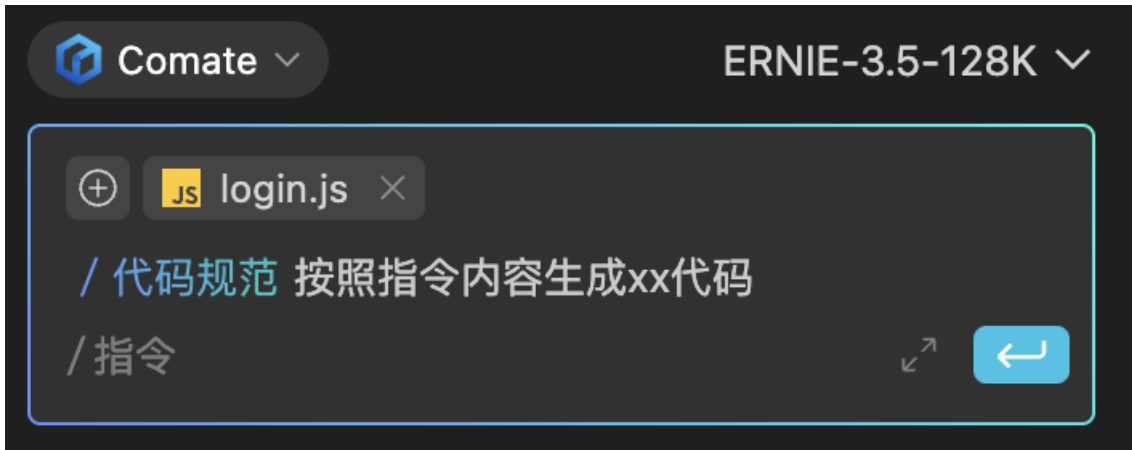 Comate
ERNIE-3.5-128K
JS login.js
/ 代码规范 按照指令内容生成xx代码
/指令